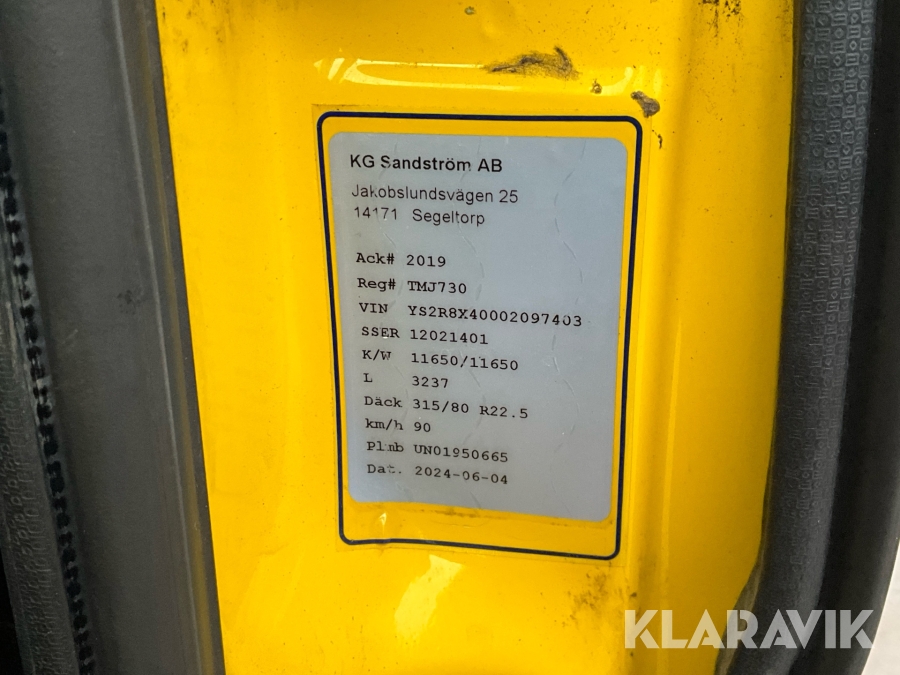 KG Sandström AB
Jakobslundsvägen 25
14171 Segeltorp
Ack# 2019
Reg# TMJ730
VIN YS2R8X40002097403
SSER 12021401
K/W 11650/11650
L 3237
Däck 315/80 R22.5
km/h 90
Plmb UN01950665
Dat. 2024-06-04
KLARAVIK